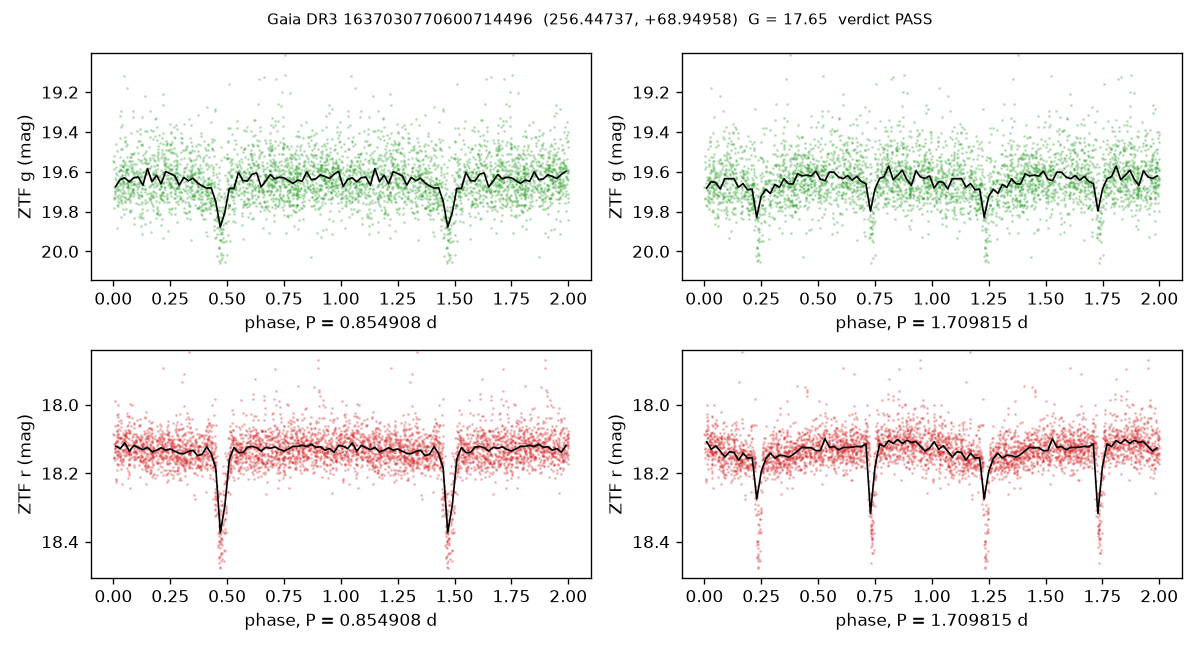 Gaia DR3 1637030770600714496 (256.44737, +68.94958) G = 17.65 verdict PASS
ZTF g (mag)
19.2
19.4
19.6
19.8
20.0
0.00 0.25 0.50 0.75 1.00 1.25 1.50 1.75 2.00
phase, P = 0.854908 d
ZTF g (mag)
19.2
19.4
19.6
19.8
20.0
0.00 0.25 0.50 0.75 1.00 1.25 1.50 1.75 2.00
phase, P = 1.709815 d
ZTF r (mag)
18.0
18.2
18.4
0.00 0.25 0.50 0.75 1.00 1.25 1.50 1.75 2.00
phase, P = 0.854908 d
ZTF r (mag)
18.0
18.2
18.4
0.00 0.25 0.50 0.75 1.00 1.25 1.50 1.75 2.00
phase, P = 1.709815 d